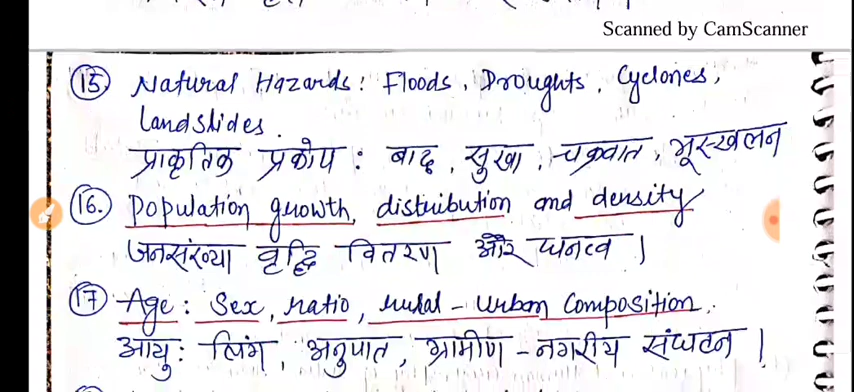 Scanned by CamScanner
15 Natural Hazards: Floods, Droughts, Cyclones,
Landslides.
प्राकृतिक प्रकोप : बाढ़, सुखा, चक्रवात, भूस्खलन
16. Population growth, distribution and density
जनसंख्या वृद्धि वितरण और घनत्व ।
17 Age: Sex, ratio, rural - urban composition.
आयु: लिंग, अनुपात, ग्रामीण - नगरीय संघटन ।